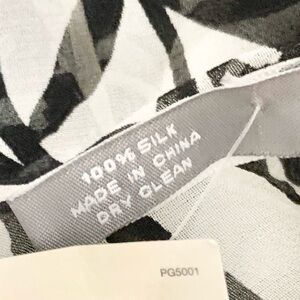 100% SILK
MADE IN CHINA
DRY CLEAN
PG5001